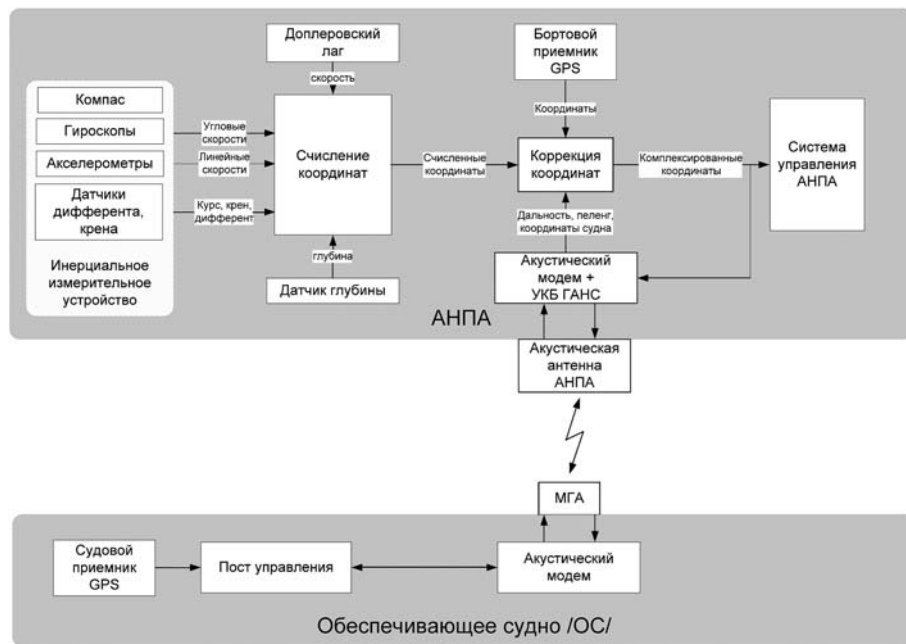 Доплеровский
лаг
Бортовой
приемник
GPS
скорость
Координаты
Компас
Гироскопы
Акселерометры
Датчики
дифферента,
крена
Инерциальное
измерительное
устройство
Угловые
скорости
Линейные
скорости
Курс, крен,
дифферент
Счисление
координат
Счисленные
координаты
Коррекция
координат
Комплексированные
координаты
Система
управления
АНПА
Дальность, пеленг,
координаты судна
глубина
Датчик глубины
Акустический
модем +
УКБ ГАНС
АНПА
Акустическая
антенна
АНПА
МГА
Судовой
приемник
GPS
Пост управления
Акустический
модем
Обеспечивающее судно /ОС/